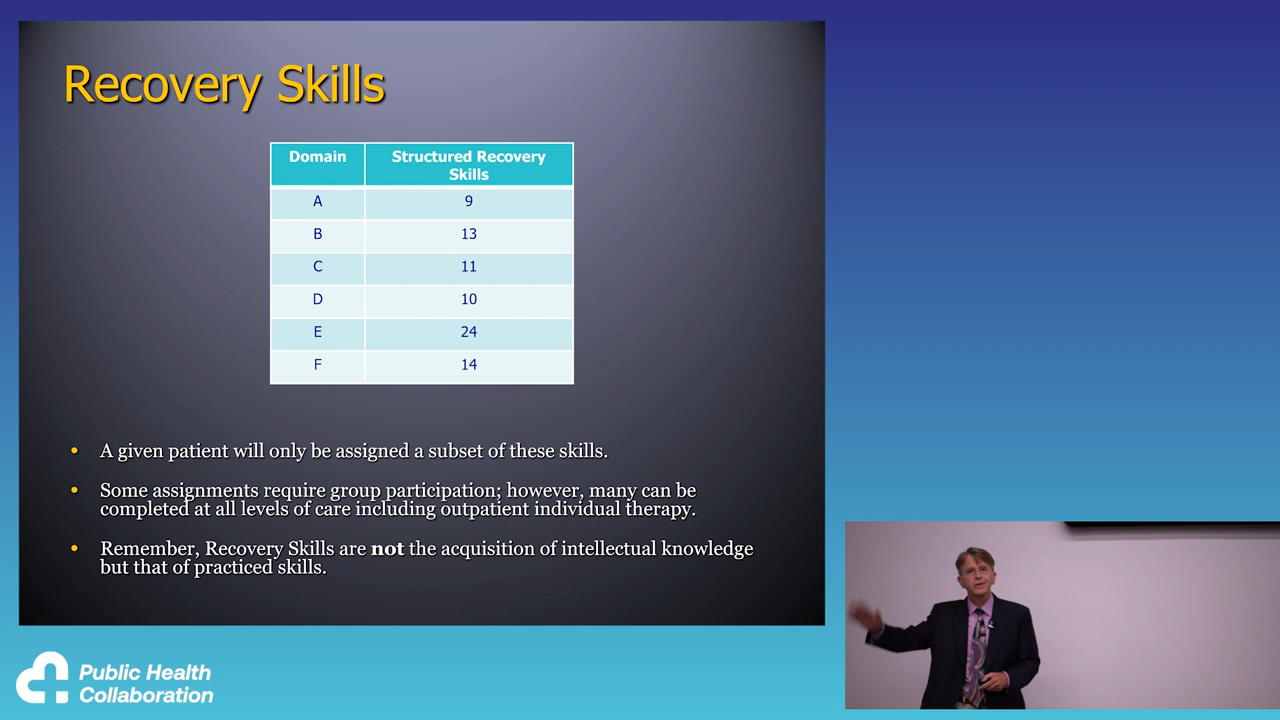 Recovery Skills
Domain Structured Recovery
Skills
A 9
B 13
C 11
D 10
E 24
F 14
• A given patient will only be assigned a subset of these skills.
• Some assignments require group participation; however, many can be
completed at all levels of care including outpatient individual therapy.
• Remember, Recovery Skills are not the acquisition of intellectual knowledge
but that of practiced skills.
Public Health
Collaboration